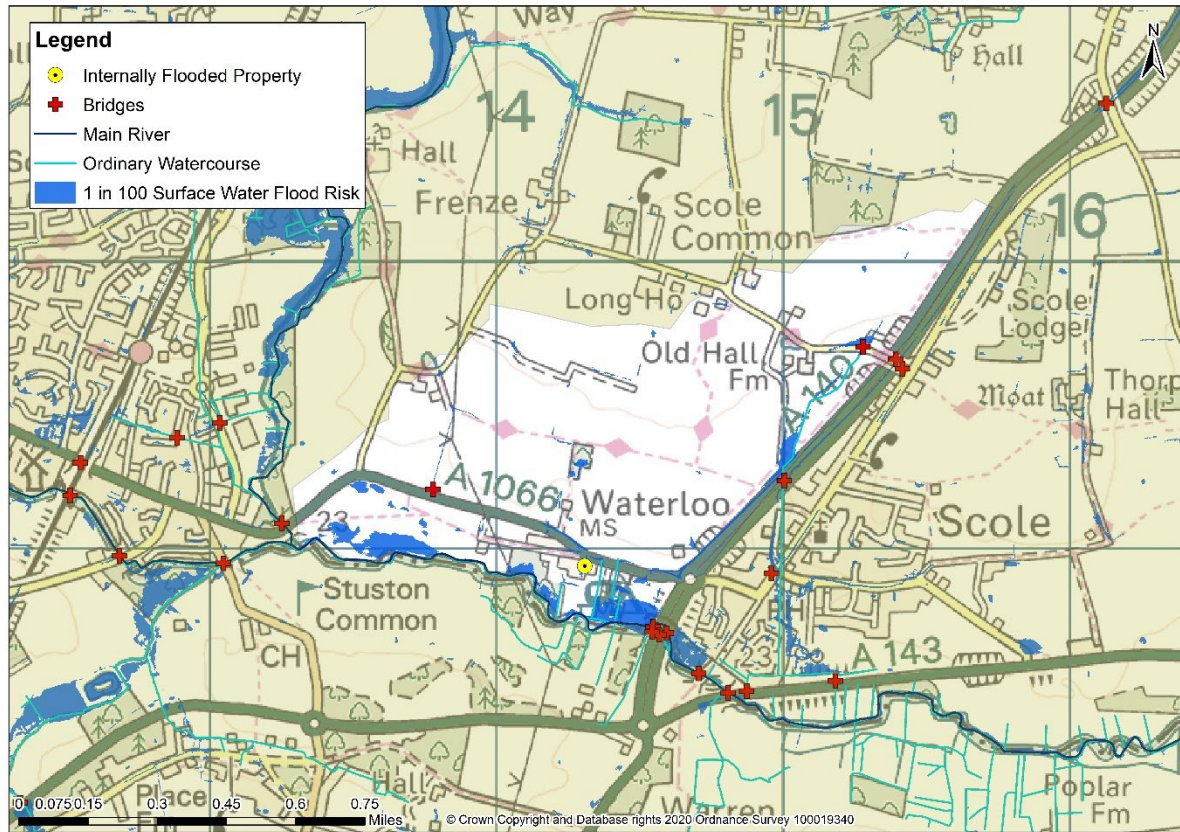 Legend
Internally Flooded Property
Bridges
Main River
Ordinary Watercourse
1 in 100 Surface Water Flood Risk
Way
Hall
N
14
15
Hall
Frenze
Scole
Common
16
Long Ho
Scole
Lodge
Old Hall
Fm
A 140
Moat
Thorp
Hall
A 1066
Waterloo
MS
Scole
23
Stuston
Common
PH
CH
23
A 143
Hall
Place
Fm
Warren
Poplar
Fm
0 0.075 0.15 0.3 0.45 0.6 0.75
Miles
© Crown Copyright and Database rights 2020 Ordnance Survey 100019340